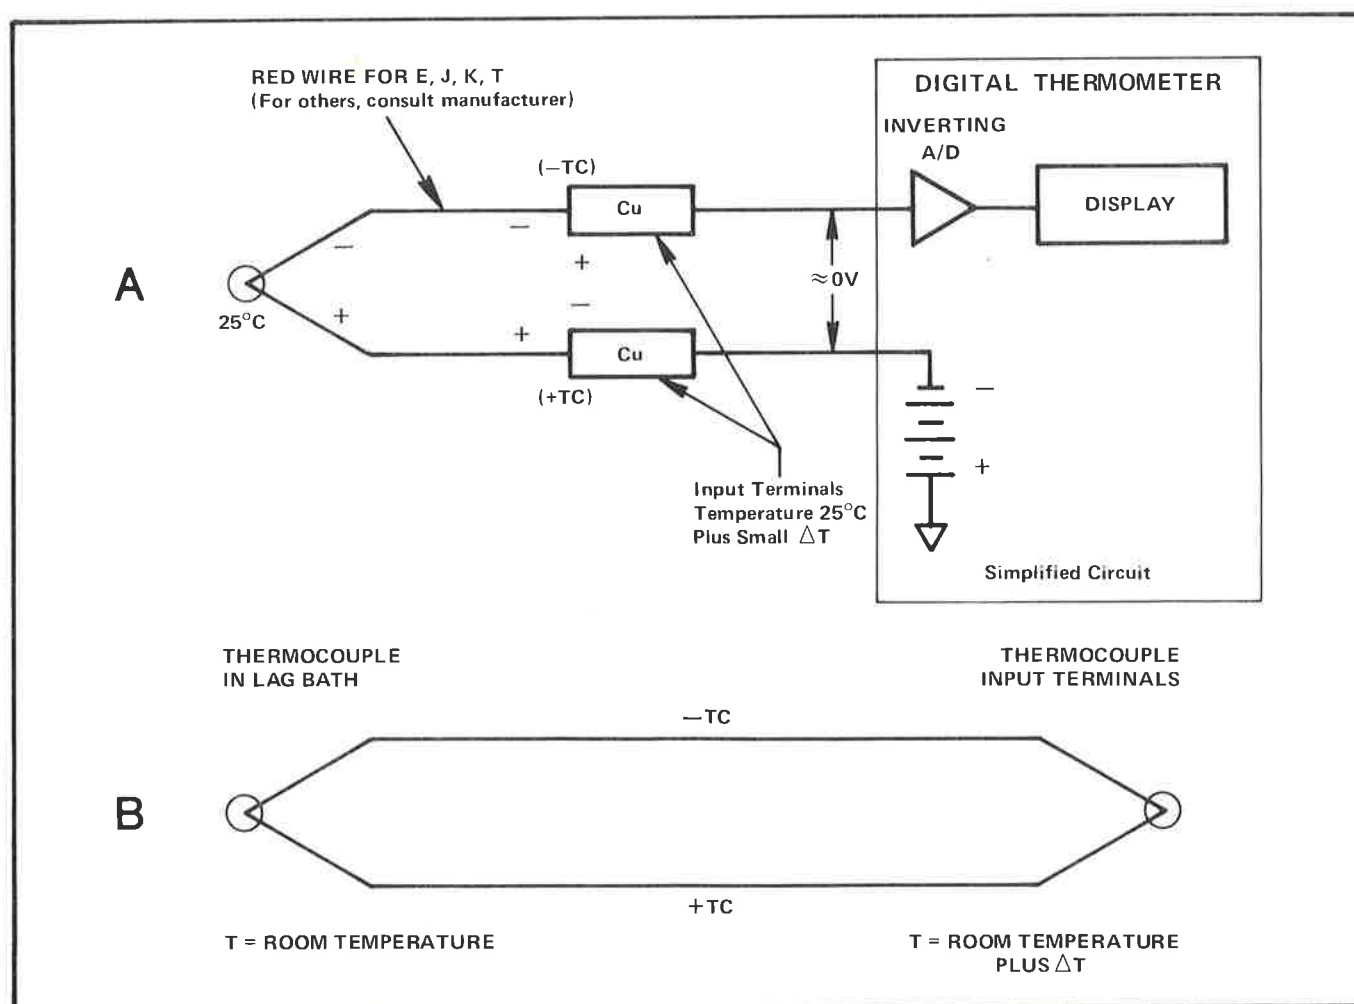 RED WIRE FOR E, J, K, T
(For others, consult manufacturer)
DIGITAL THERMOMETER
INVERTING
A/D
(−TC)
Cu
DISPLAY
−
−
+
A
≈0V
25°C
+
−
+
Cu
(+TC)
−
+
Input Terminals
Temperature 25°C
Plus Small △T
Simplified Circuit
THERMOCOUPLE
IN LAG BATH
THERMOCOUPLE
INPUT TERMINALS
−TC
B
+TC
T = ROOM TEMPERATURE
T = ROOM TEMPERATURE
PLUS △T